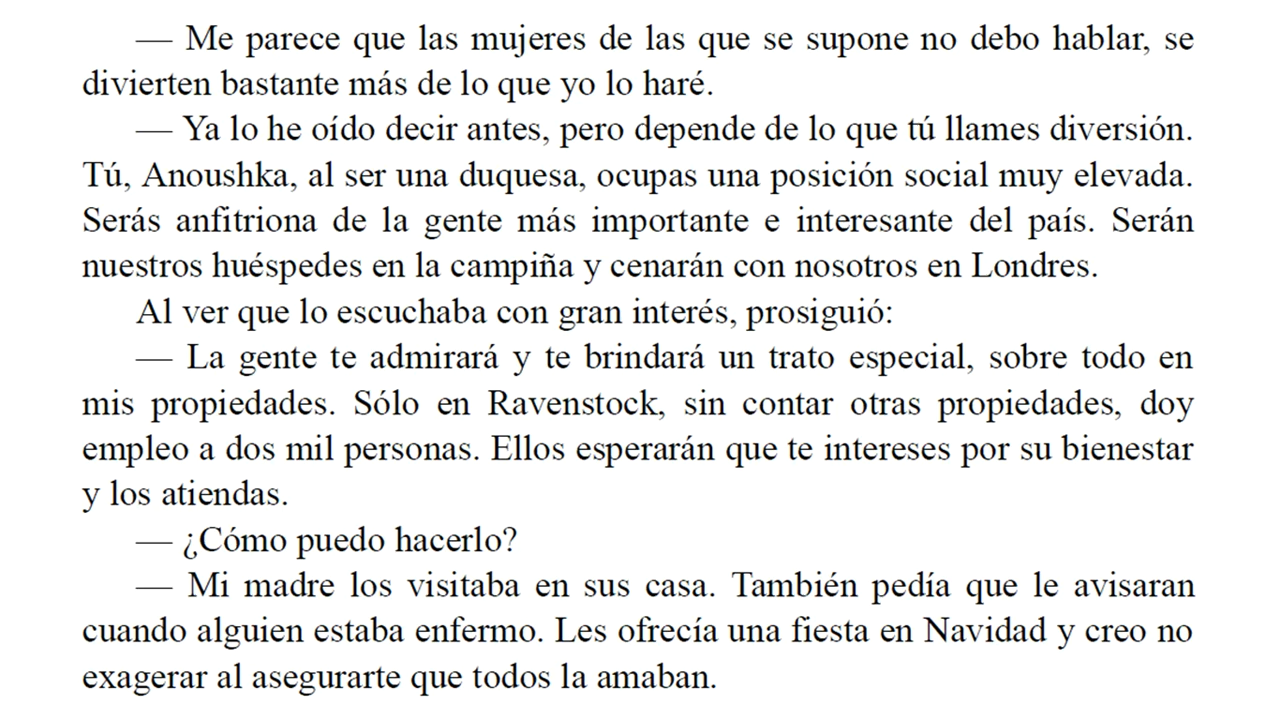 — Me parece que las mujeres de las que se supone no debo hablar, se
divierten bastante más de lo que yo lo haré.
— Ya lo he oído decir antes, pero depende de lo que tú llames diversión.
Tú, Anoushka, al ser una duquesa, ocupas una posición social muy elevada.
Serás anfitriona de la gente más importante e interesante del país. Serán
nuestros huéspedes en la campiña y cenarán con nosotros en Londres.
Al ver que lo escuchaba con gran interés, prosiguió:
— La gente te admirará y te brindará un trato especial, sobre todo en
mis propiedades. Sólo en Ravenstock, sin contar otras propiedades, doy
empleo a dos mil personas. Ellos esperarán que te intereses por su bienestar
y los atiendas.
— ¿Cómo puedo hacerlo?
— Mi madre los visitaba en sus casa. También pedía que le avisaran
cuando alguien estaba enfermo. Les ofrecía una fiesta en Navidad y creo no
exagerar al asegurarte que todos la amaban.